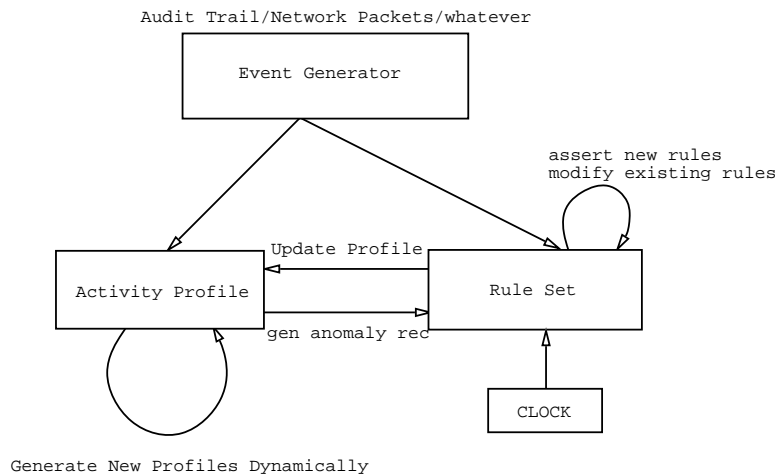 Audit Trail/Network Packets/whatever
Event Generator
assert new rules
modify existing rules
Update Profile
Activity Profile
Rule Set
gen anomaly rec
CLOCK
Generate New Profiles Dynamically